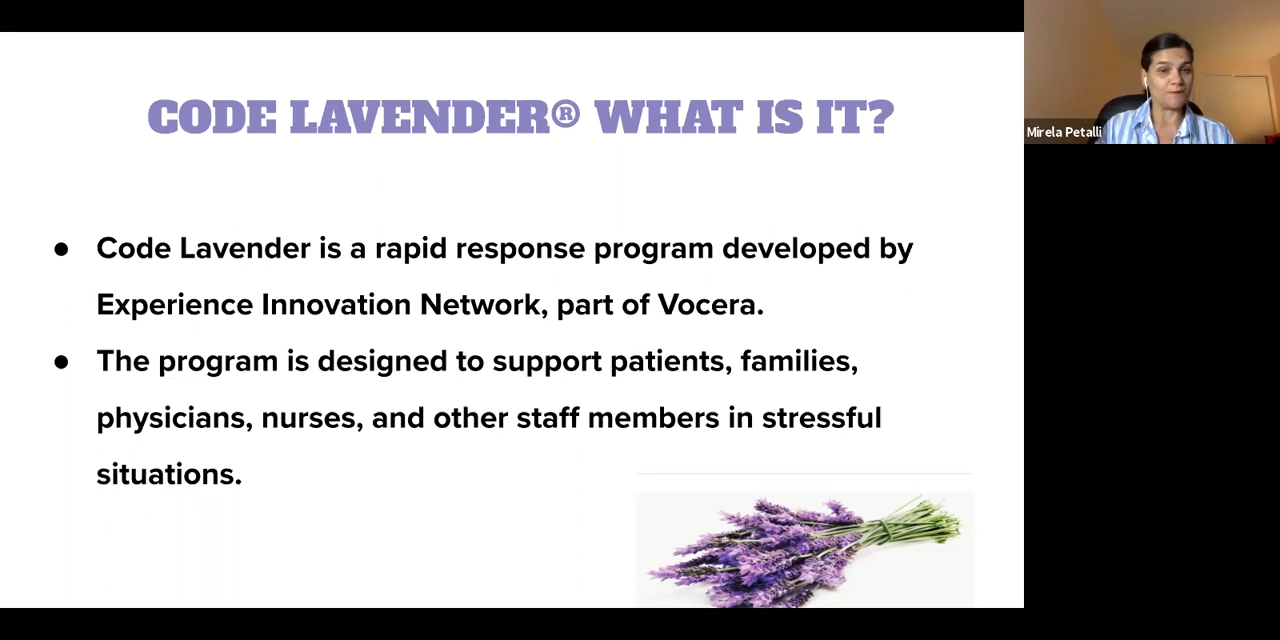 CODE LAVENDER® WHAT IS IT?
Mirela Petalli
● Code Lavender is a rapid response program developed by
Experience Innovation Network, part of Vocera.
● The program is designed to support patients, families,
physicians, nurses, and other staff members in stressful
situations.